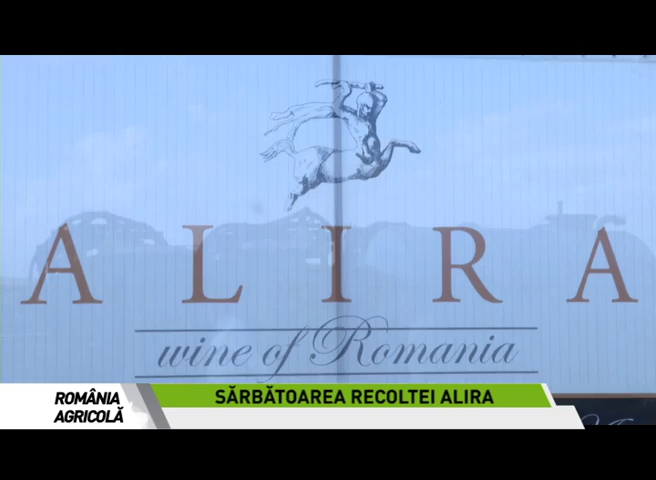 ALIRA
wine of Romania
ROMÂNIA
AGRICOLĂ
SĂRBĂTOAREA RECOLTEI ALIRA